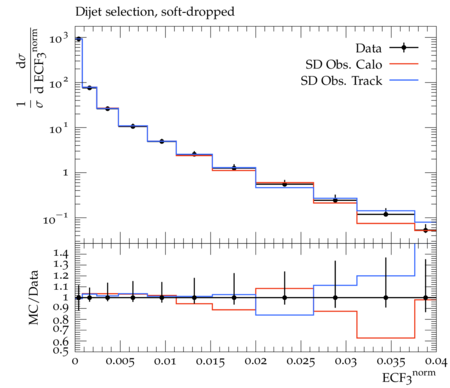 Dijet selection, soft-dropped
1/σ dσ/d ECF3^norm
10^3
10^2
10^1
1
10^−1
Data
SD Obs. Calo
SD Obs. Track
MC/Data
1.4
1.3
1.2
1.1
1
0.9
0.8
0.7
0.6
0.5
0 0.005 0.01 0.015 0.02 0.025 0.03 0.035 0.04
ECF3^norm